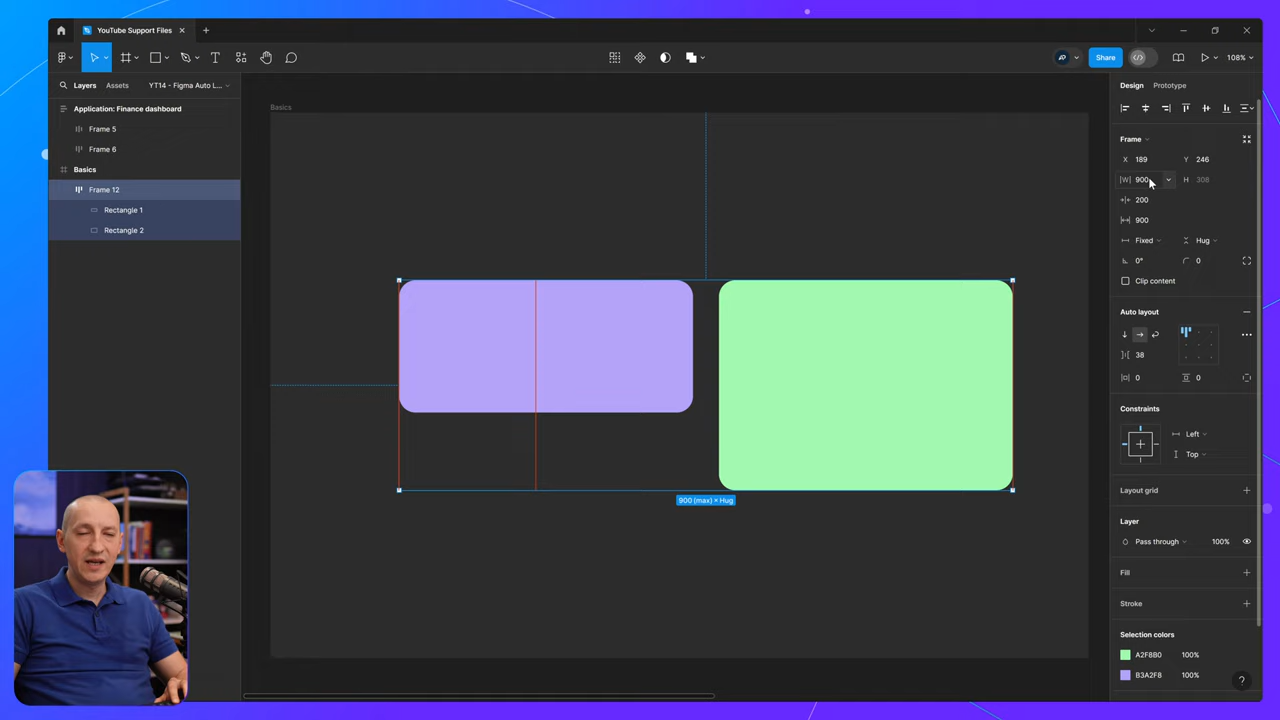 YouTube Support Files
Share
108%
Layers
Assets
YT14 - Figma Auto L...
Design
Prototype
Application: Finance dashboard
Frame 5
Frame 6
Basics
Frame 12
Rectangle 1
Rectangle 2
Basics
900 (max) × Hug
Frame
X 189
Y 246
W 900
H 308
200
900
Fixed
Hug
0°
0
Clip content
Auto layout
38
0
0
Constraints
Left
Top
Layout grid
Layer
Pass through
100%
Fill
Stroke
Selection colors
A2F8B0
100%
B3A2F8
100%
?